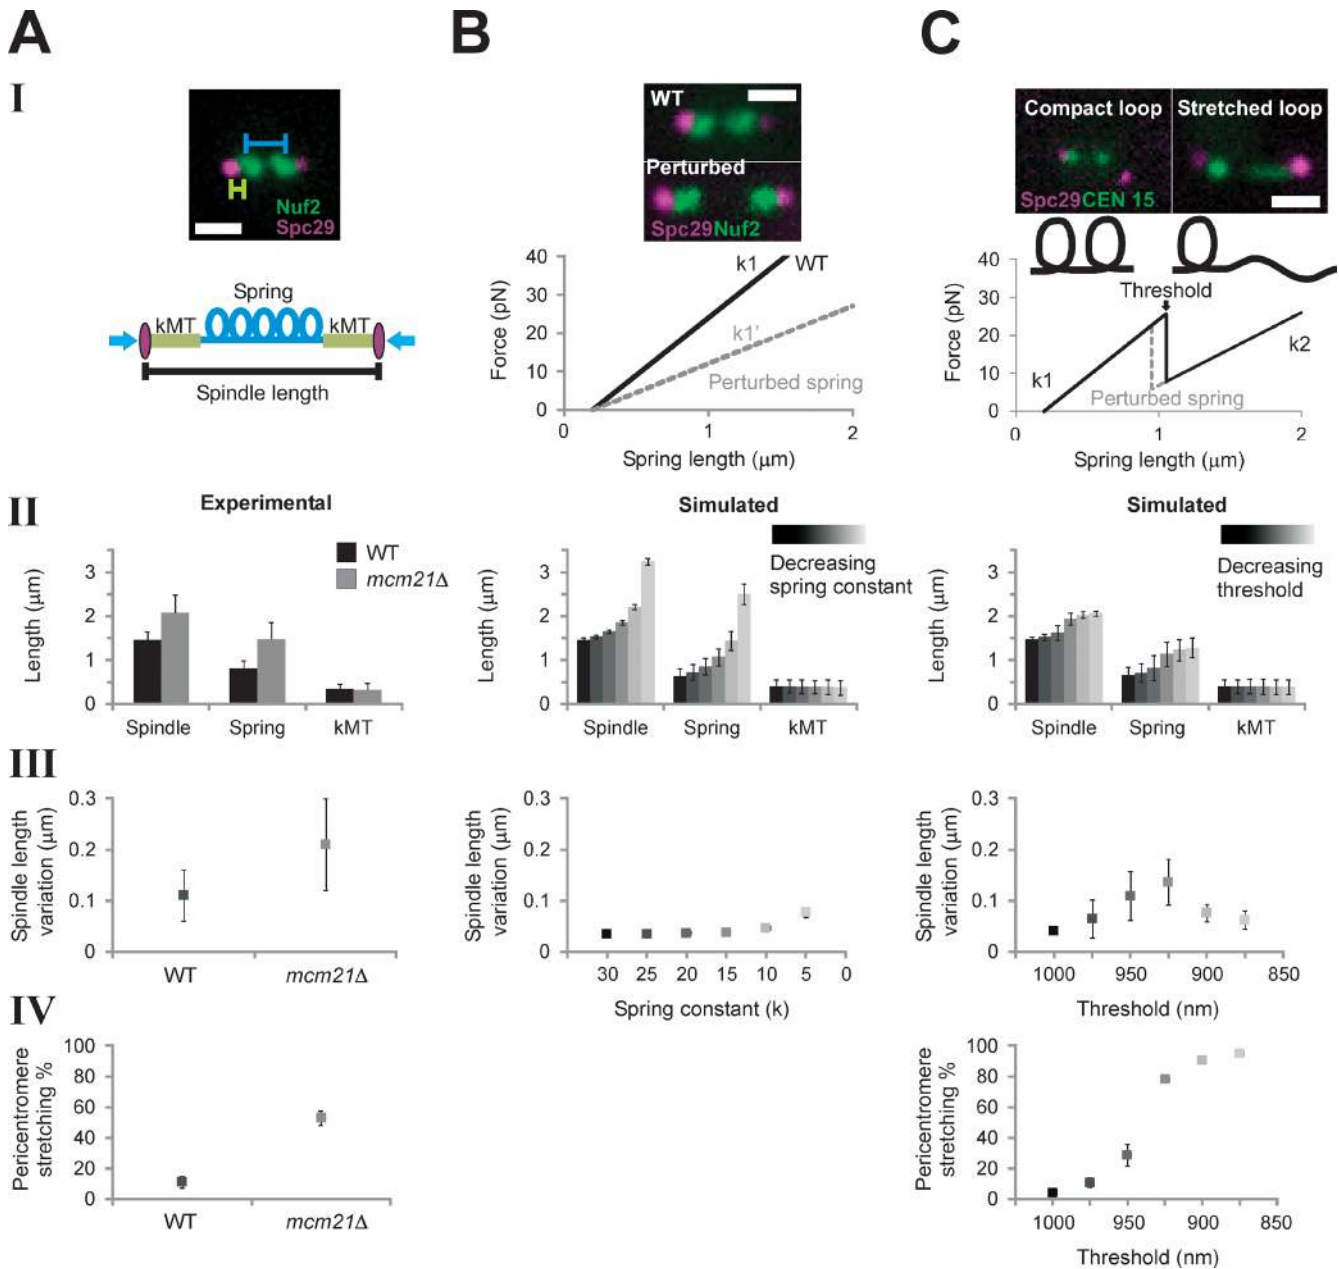 A
B
C
I
Nuf2
Spc29
WT
Perturbed
Spc29Nuf2
Compact loop
Stretched loop
Spc29CEN 15
Spring
kMT
kMT
Spindle length
Force (pN)
40
30
20
10
0
k1
WT
k1'
Perturbed spring
0
1
2
Spring length (μm)
Force (pN)
40
30
20
10
0
Threshold
k1
k2
Perturbed spring
0
1
2
Spring length (μm)
II
Experimental
WT
mcm21Δ
Length (μm)
3
2
1
0
Spindle
Spring
kMT
Simulated
Decreasing
spring constant
Length (μm)
3
2
1
0
Spindle
Spring
kMT
Simulated
Decreasing
threshold
Length (μm)
3
2
1
0
Spindle
Spring
kMT
III
Spindle length
variation (μm)
0.3
0.2
0.1
0
WT
mcm21Δ
Spindle length
variation (μm)
0.3
0.2
0.1
0
30
25
20
15
10
5
0
Spring constant (k)
Spindle length
variation (μm)
0.3
0.2
0.1
0
1000
950
900
850
Threshold (nm)
IV
Pericentromere
stretching %
100
80
60
40
20
0
WT
mcm21Δ
Pericentromere
stretching %
100
80
60
40
20
0
1000
950
900
850
Threshold (nm)